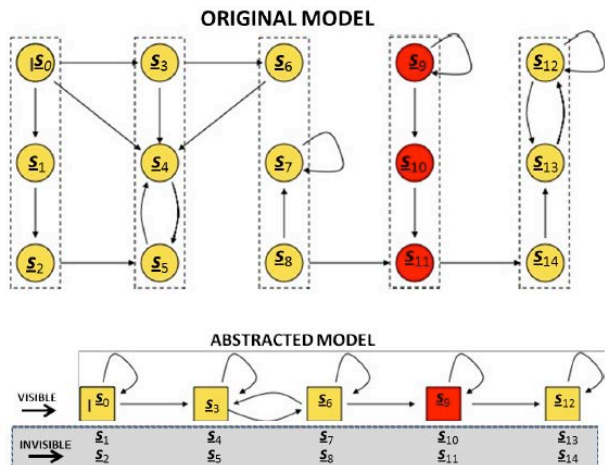 ORIGINAL MODEL
I S0 S3 S6 S9 S12
S1 S4 S7 S10 S13
S2 S5 S8 S11 S14
ABSTRACTED MODEL
VISIBLE I S0 S3 S6 S9 S12
INVISIBLE S1 S4 S7 S10 S13
S2 S5 S8 S11 S14